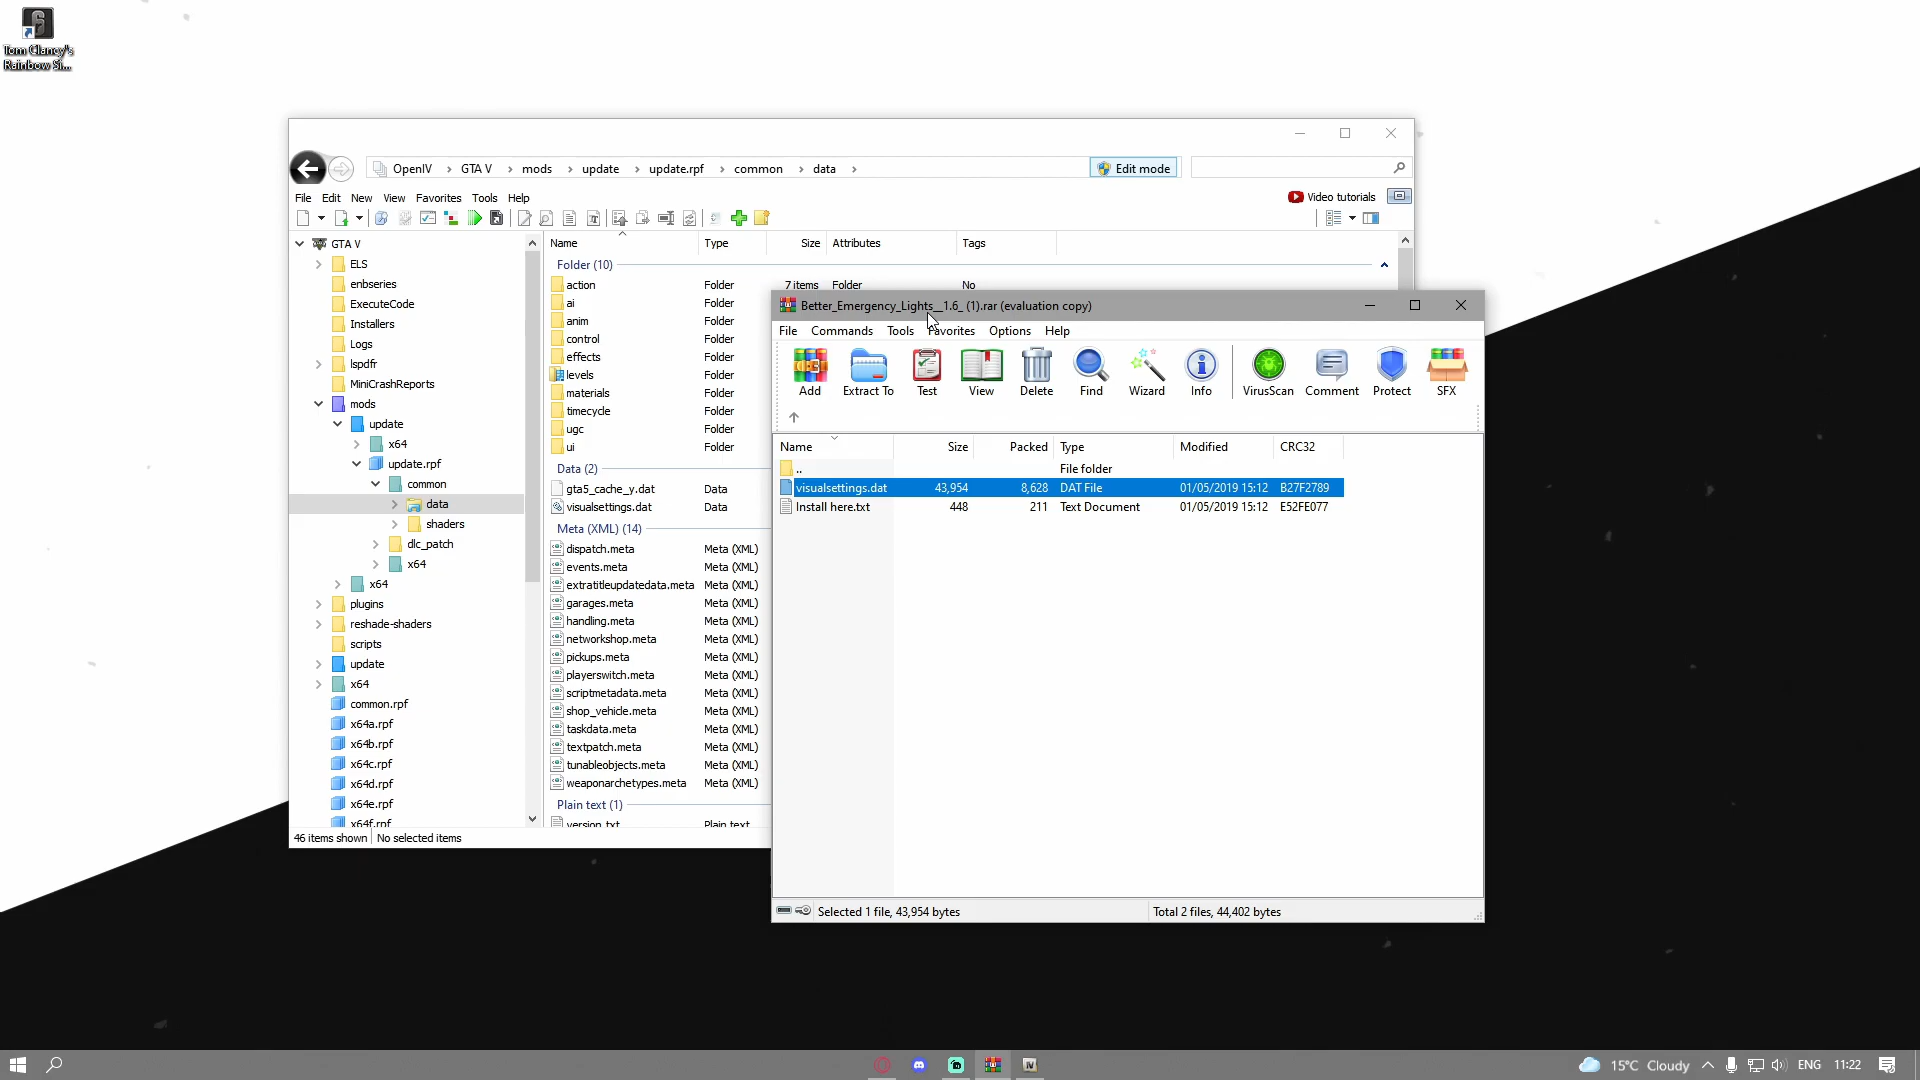 Tom Clancy's
Rainbow Si...
OpenIV > GTA V > mods > update > update.rpf > common > data >
Edit mode
File Edit New View Favorites Tools Help
Video tutorials
GTA V
ELS
enbseries
ExecuteCode
Installers
Logs
lspdfr
MiniCrashReports
mods
update
x64
update.rpf
common
data
shaders
dlc_patch
x64
x64
plugins
reshade-shaders
scripts
update
x64
common.rpf
x64a.rpf
x64b.rpf
x64c.rpf
x64d.rpf
x64e.rpf
x64f.rpf
46 items shown No selected items
Name Type Size Attributes Tags
Folder (10)
action Folder 7 items Folder No
ai Folder
anim Folder
control Folder
effects Folder
levels Folder
materials Folder
timecycle Folder
ugc Folder
ui Folder
Data (2)
gta5_cache_y.dat Data
visualsettings.dat Data
Meta (XML) (14)
dispatch.meta Meta (XML)
events.meta Meta (XML)
extratitleupdatedata.meta Meta (XML)
garages.meta Meta (XML)
handling.meta Meta (XML)
networkshop.meta Meta (XML)
pickups.meta Meta (XML)
playerswitch.meta Meta (XML)
scriptmetadata.meta Meta (XML)
shop_vehicle.meta Meta (XML)
taskdata.meta Meta (XML)
textpatch.meta Meta (XML)
tunableobjects.meta Meta (XML)
weaponarchetypes.meta Meta (XML)
Plain text (1)
version.txt Plain text
Better_Emergency_Lights__1.6_ (1).rar (evaluation copy)
File Commands Tools Favorites Options Help
Add Extract To Test View Delete Find Wizard Info VirusScan Comment Protect SFX
Name Size Packed Type Modified CRC32
.. File folder
visualsettings.dat 43,954 8,628 DAT File 01/05/2019 15:12 B27F2789
Install here.txt 448 211 Text Document 01/05/2019 15:12 E52FE077
Selected 1 file, 43,954 bytes Total 2 files, 44,402 bytes
15°C Cloudy ENG 11:22